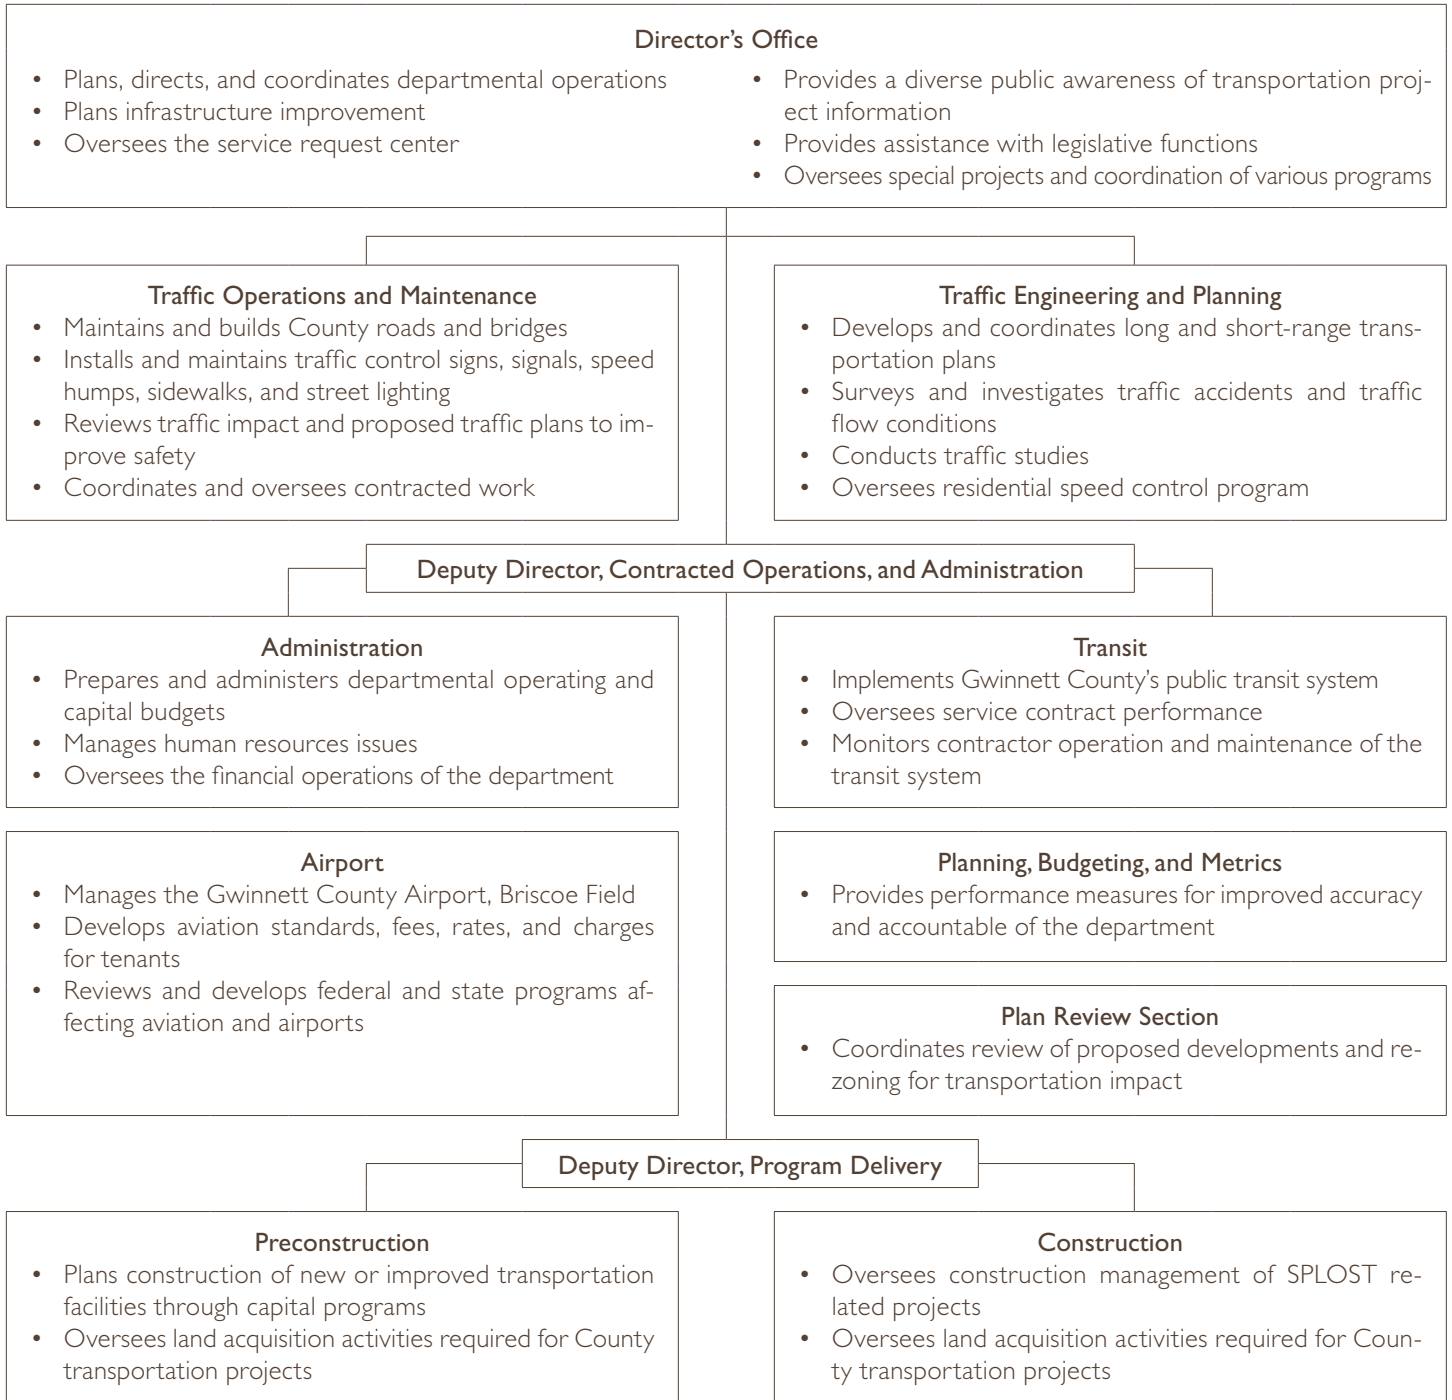 Director's Office
• Plans, directs, and coordinates departmental operations
• Plans infrastructure improvement
• Oversees the service request center
• Provides a diverse public awareness of transportation proj-
ect information
• Provides assistance with legislative functions
• Oversees special projects and coordination of various programs
Traffic Operations and Maintenance
• Maintains and builds County roads and bridges
• Installs and maintains traffic control signs, signals, speed
humps, sidewalks, and street lighting
• Reviews traffic impact and proposed traffic plans to im-
prove safety
• Coordinates and oversees contracted work
Traffic Engineering and Planning
• Develops and coordinates long and short-range trans-
portation plans
• Surveys and investigates traffic accidents and traffic
flow conditions
• Conducts traffic studies
• Oversees residential speed control program
Deputy Director, Contracted Operations, and Administration
Administration
• Prepares and administers departmental operating and
capital budgets
• Manages human resources issues
• Oversees the financial operations of the department
Transit
• Implements Gwinnett County's public transit system
• Oversees service contract performance
• Monitors contractor operation and maintenance of the
transit system
Airport
• Manages the Gwinnett County Airport, Briscoe Field
• Develops aviation standards, fees, rates, and charges
for tenants
• Reviews and develops federal and state programs af-
fecting aviation and airports
Planning, Budgeting, and Metrics
• Provides performance measures for improved accuracy
and accountable of the department
Plan Review Section
• Coordinates review of proposed developments and re-
zoning for transportation impact
Deputy Director, Program Delivery
Preconstruction
• Plans construction of new or improved transportation
facilities through capital programs
• Oversees land acquisition activities required for County
transportation projects
Construction
• Oversees construction management of SPLOST re-
lated projects
• Oversees land acquisition activities required for Coun-
ty transportation projects